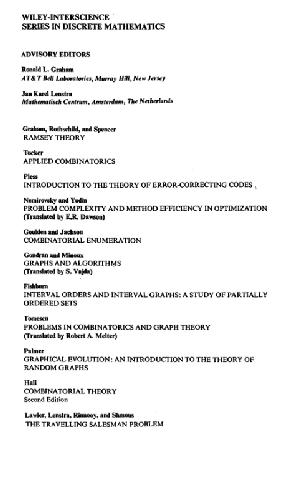 WILEY-INTERSCIENCE
SERIES IN DISCRETE MATHEMATICS
ADVISORY EDITORS
Ronald L. Graham
AT & T Bell Laboratories, Murray Hill, New Jersey
Jan Karel Lenstra
Mathematisch Centrum, Amsterdam, The Netherlands
Graham, Rothschild, and Spencer
RAMSEY THEORY
Tucker
APPLIED COMBINATORICS
Pless
INTRODUCTION TO THE THEORY OF ERROR-CORRECTING CODES
Nemirovsky and Yudin
PROBLEM COMPLEXITY AND METHOD EFFICIENCY IN OPTIMIZATION
(Translated by E.R. Dawson)
Goulden and Jackson
COMBINATORIAL ENUMERATION
Gondran and Minoux
GRAPHS AND ALGORITHMS
(Translated by S. Vajda)
Fishburn
INTERVAL ORDERS AND INTERVAL GRAPHS: A STUDY OF PARTIALLY
ORDERED SETS
Tomescu
PROBLEMS IN COMBINATORICS AND GRAPH THEORY
(Translated by Robert A. Melter)
Palmer
GRAPHICAL EVOLUTION: AN INTRODUCTION TO THE THEORY OF
RANDOM GRAPHS
Hall
COMBINATORIAL THEORY
Second Edition
Lawler, Lenstra, Rinnooy, and Shmoys
THE TRAVELLING SALESMAN PROBLEM